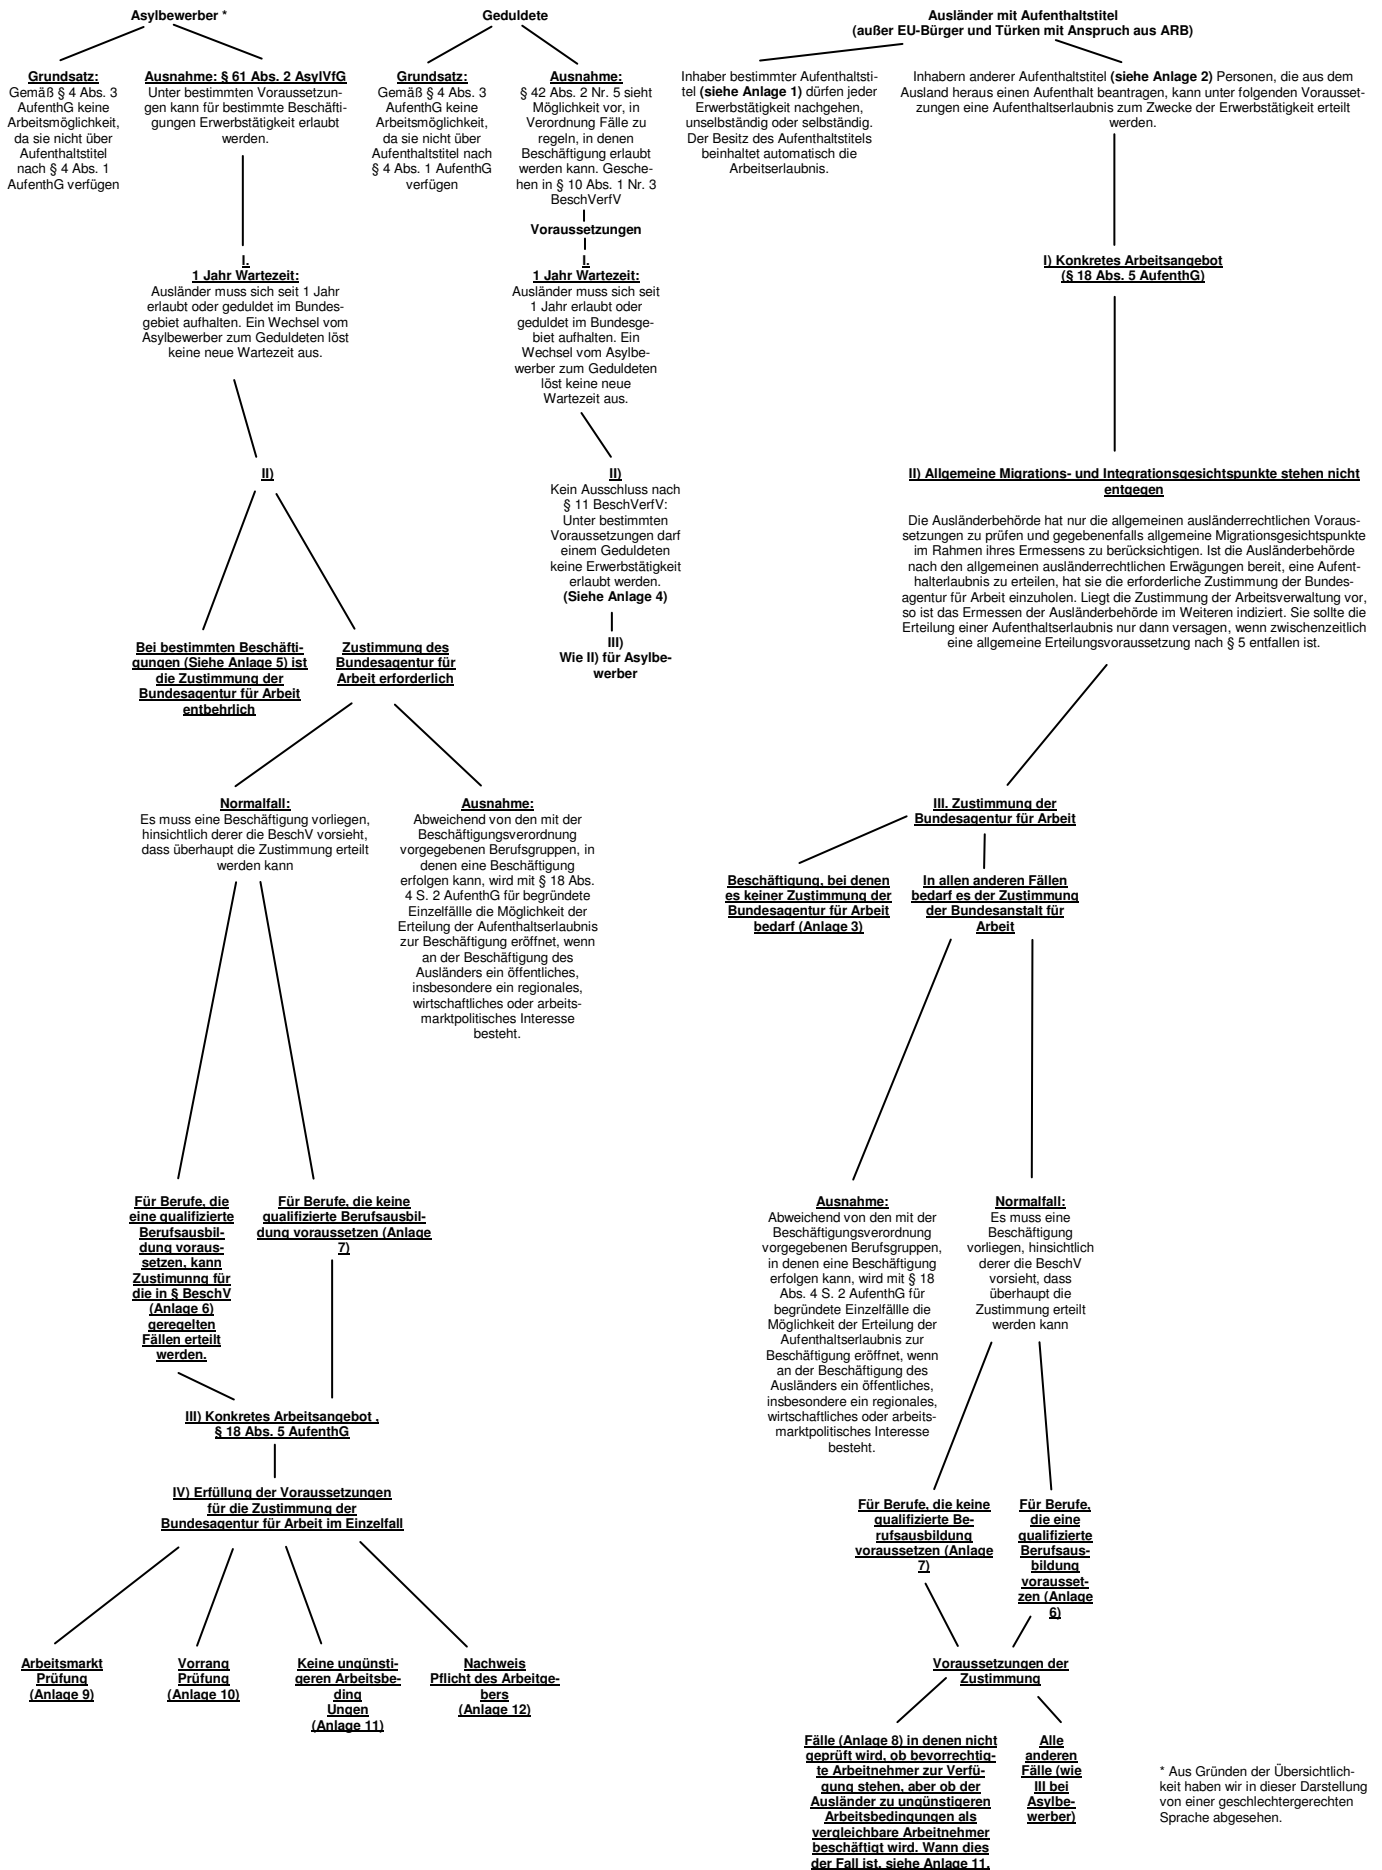 Asylbewerber *
Grundsatz:
Gemäß § 4 Abs. 3
AufenthG keine
Arbeitsmöglichkeit,
da sie nicht über
Aufenthaltstitel
nach § 4 Abs. 1
AufenthG verfügen
Ausnahme: § 61 Abs. 2 AsylVfG
Unter bestimmten Voraussetzun-
gen kann für bestimmte Beschäfti-
gungen Erwerbstätigkeit erlaubt
werden.
I.
1 Jahr Wartezeit:
Ausländer muss sich seit 1 Jahr
erlaubt oder geduldet im Bundes-
gebiet aufhalten. Ein Wechsel vom
Asylbewerber zum Geduldeten löst
keine neue Wartezeit aus.
II)
Bei bestimmten Beschäfti-
gungen (Siehe Anlage 5) ist
die Zustimmung der
Bundesagentur für Arbeit
entbehrlich
Zustimmung des
Bundesagentur für
Arbeit erforderlich
Normalfall:
Es muss eine Beschäftigung vorliegen,
hinsichtlich derer die BeschV vorsieht,
dass überhaupt die Zustimmung erteilt
werden kann
Ausnahme:
Abweichend von den mit der
Beschäftigungsverordnung
vorgegebenen Berufsgruppen, in
denen eine Beschäftigung
erfolgen kann, wird mit § 18 Abs.
4 S. 2 AufenthG für begründete
Einzelfällle die Möglichkeit der
Erteilung der Aufenthaltserlaubnis
zur Beschäftigung eröffnet, wenn
an der Beschäftigung des
Ausländers ein öffentliches,
insbesondere ein regionales,
wirtschaftliches oder arbeits-
marktpolitisches Interesse
besteht.
Für Berufe, die
eine qualifizierte
Berufsausbil-
dung voraus-
setzen, kann
Zustimunng für
die in § BeschV
(Anlage 6)
geregelten
Fällen erteilt
werden.
Für Berufe, die keine
qualifizierte Berufsausbil-
dung voraussetzen (Anlage
7)
III) Konkretes Arbeitsangebot ,
§ 18 Abs. 5 AufenthG
IV) Erfüllung der Voraussetzungen
für die Zustimmung der
Bundesagentur für Arbeit im Einzelfall
Arbeitsmarkt
Prüfung
(Anlage 9)
Vorrang
Prüfung
(Anlage 10)
Keine ungünsti-
geren Arbeitsbe-
ding
Ungen
(Anlage 11)
Nachweis
Pflicht des Arbeitge-
bers
(Anlage 12)
Geduldete
Grundsatz:
Gemäß § 4 Abs. 3
AufenthG keine
Arbeitsmöglichkeit,
da sie nicht über
Aufenthaltstitel nach
§ 4 Abs. 1 AufenthG
verfügen
Ausnahme:
§ 42 Abs. 2 Nr. 5 sieht
Möglichkeit vor, in
Verordnung Fälle zu
regeln, in denen
Beschäftigung erlaubt
werden kann. Gesche-
hen in § 10 Abs. 1 Nr. 3
BeschVerfV
Voraussetzungen
I.
1 Jahr Wartezeit:
Ausländer muss sich seit
1 Jahr erlaubt oder
geduldet im Bundesge-
biet aufhalten. Ein
Wechsel vom Asylbe-
werber zum Geduldeten
löst keine neue
Wartezeit aus.
II)
Kein Ausschluss nach
§ 11 BeschVerfV:
Unter bestimmten
Voraussetzungen darf
einem Geduldeten
keine Erwerbstätigkeit
erlaubt werden.
(Siehe Anlage 4)
III)
Wie II) für Asylbe-
werber
Ausländer mit Aufenthaltstitel
(außer EU-Bürger und Türken mit Anspruch aus ARB)
Inhaber bestimmter Aufenthaltsti-
tel (siehe Anlage 1) dürfen jeder
Erwerbstätigkeit nachgehen,
unselbständig oder selbständig.
Der Besitz des Aufenthaltstitels
beinhaltet automatisch die
Arbeitserlaubnis.
Inhabern anderer Aufenthaltstitel (siehe Anlage 2) Personen, die aus dem
Ausland heraus einen Aufenthalt beantragen, kann unter folgenden Vorausset-
zungen eine Aufenthaltserlaubnis zum Zwecke der Erwerbstätigkeit erteilt
werden.
I) Konkretes Arbeitsangebot
(§ 18 Abs. 5 AufenthG)
II) Allgemeine Migrations- und Integrationsgesichtspunkte stehen nicht
entgegen
Die Ausländerbehörde hat nur die allgemeinen ausländerrechtlichen Voraus-
setzungen zu prüfen und gegebenenfalls allgemeine Migrationsgesichtspunkte
im Rahmen ihres Ermessens zu berücksichtigen. Ist die Ausländerbehörde
nach den allgemeinen ausländerrechtlichen Erwägungen bereit, eine Aufent-
halterlaubnis zu erteilen, hat sie die erforderliche Zustimmung der Bundes-
agentur für Arbeit einzuholen. Liegt die Zustimmung der Arbeitsverwaltung vor,
so ist das Ermessen der Ausländerbehörde im Weiteren indiziert. Sie sollte die
Erteilung einer Aufenthaltserlaubnis nur dann versagen, wenn zwischenzeitlich
eine allgemeine Erteilungsvoraussetzung nach § 5 entfallen ist.
III. Zustimmung der
Bundesagentur für Arbeit
Beschäftigung, bei denen
es keiner Zustimmung der
Bundesagentur für Arbeit
bedarf (Anlage 3)
In allen anderen Fällen
bedarf es der Zustimmung
der Bundesanstalt für
Arbeit
Ausnahme:
Abweichend von den mit der
Beschäftigungsverordnung
vorgegebenen Berufsgruppen,
in denen eine Beschäftigung
erfolgen kann, wird mit § 18
Abs. 4 S. 2 AufenthG für
begründete Einzelfällle die
Möglichkeit der Erteilung der
Aufenthaltserlaubnis zur
Beschäftigung eröffnet, wenn
an der Beschäftigung des
Ausländers ein öffentliches,
insbesondere ein regionales,
wirtschaftliches oder arbeits-
marktpolitisches Interesse
besteht.
Normalfall:
Es muss eine
Beschäftigung
vorliegen, hinsichtlich
derer die BeschV
vorsieht, dass
überhaupt die
Zustimmung erteilt
werden kann
Für Berufe, die keine
qualifizierte Be-
rufsausbildung
voraussetzen (Anlage
7)
Für Berufe,
die eine
qualifizierte
Berufsaus-
bildung
vorausset-
zen (Anlage
6)
Voraussetzungen der
Zustimmung
Fälle (Anlage 8) in denen nicht
geprüft wird, ob bevorrechtig-
te Arbeitnehmer zur Verfü-
gung stehen, aber ob der
Ausländer zu ungünstigeren
Arbeitsbedingungen als
vergleichbare Arbeitnehmer
beschäftigt wird. Wann dies
der Fall ist, siehe Anlage 11.
Alle
anderen
Fälle (wie
III bei
Asylbe-
werber)
* Aus Gründen der Übersichtlich-
keit haben wir in dieser Darstellung
von einer geschlechtergerechten
Sprache abgesehen.